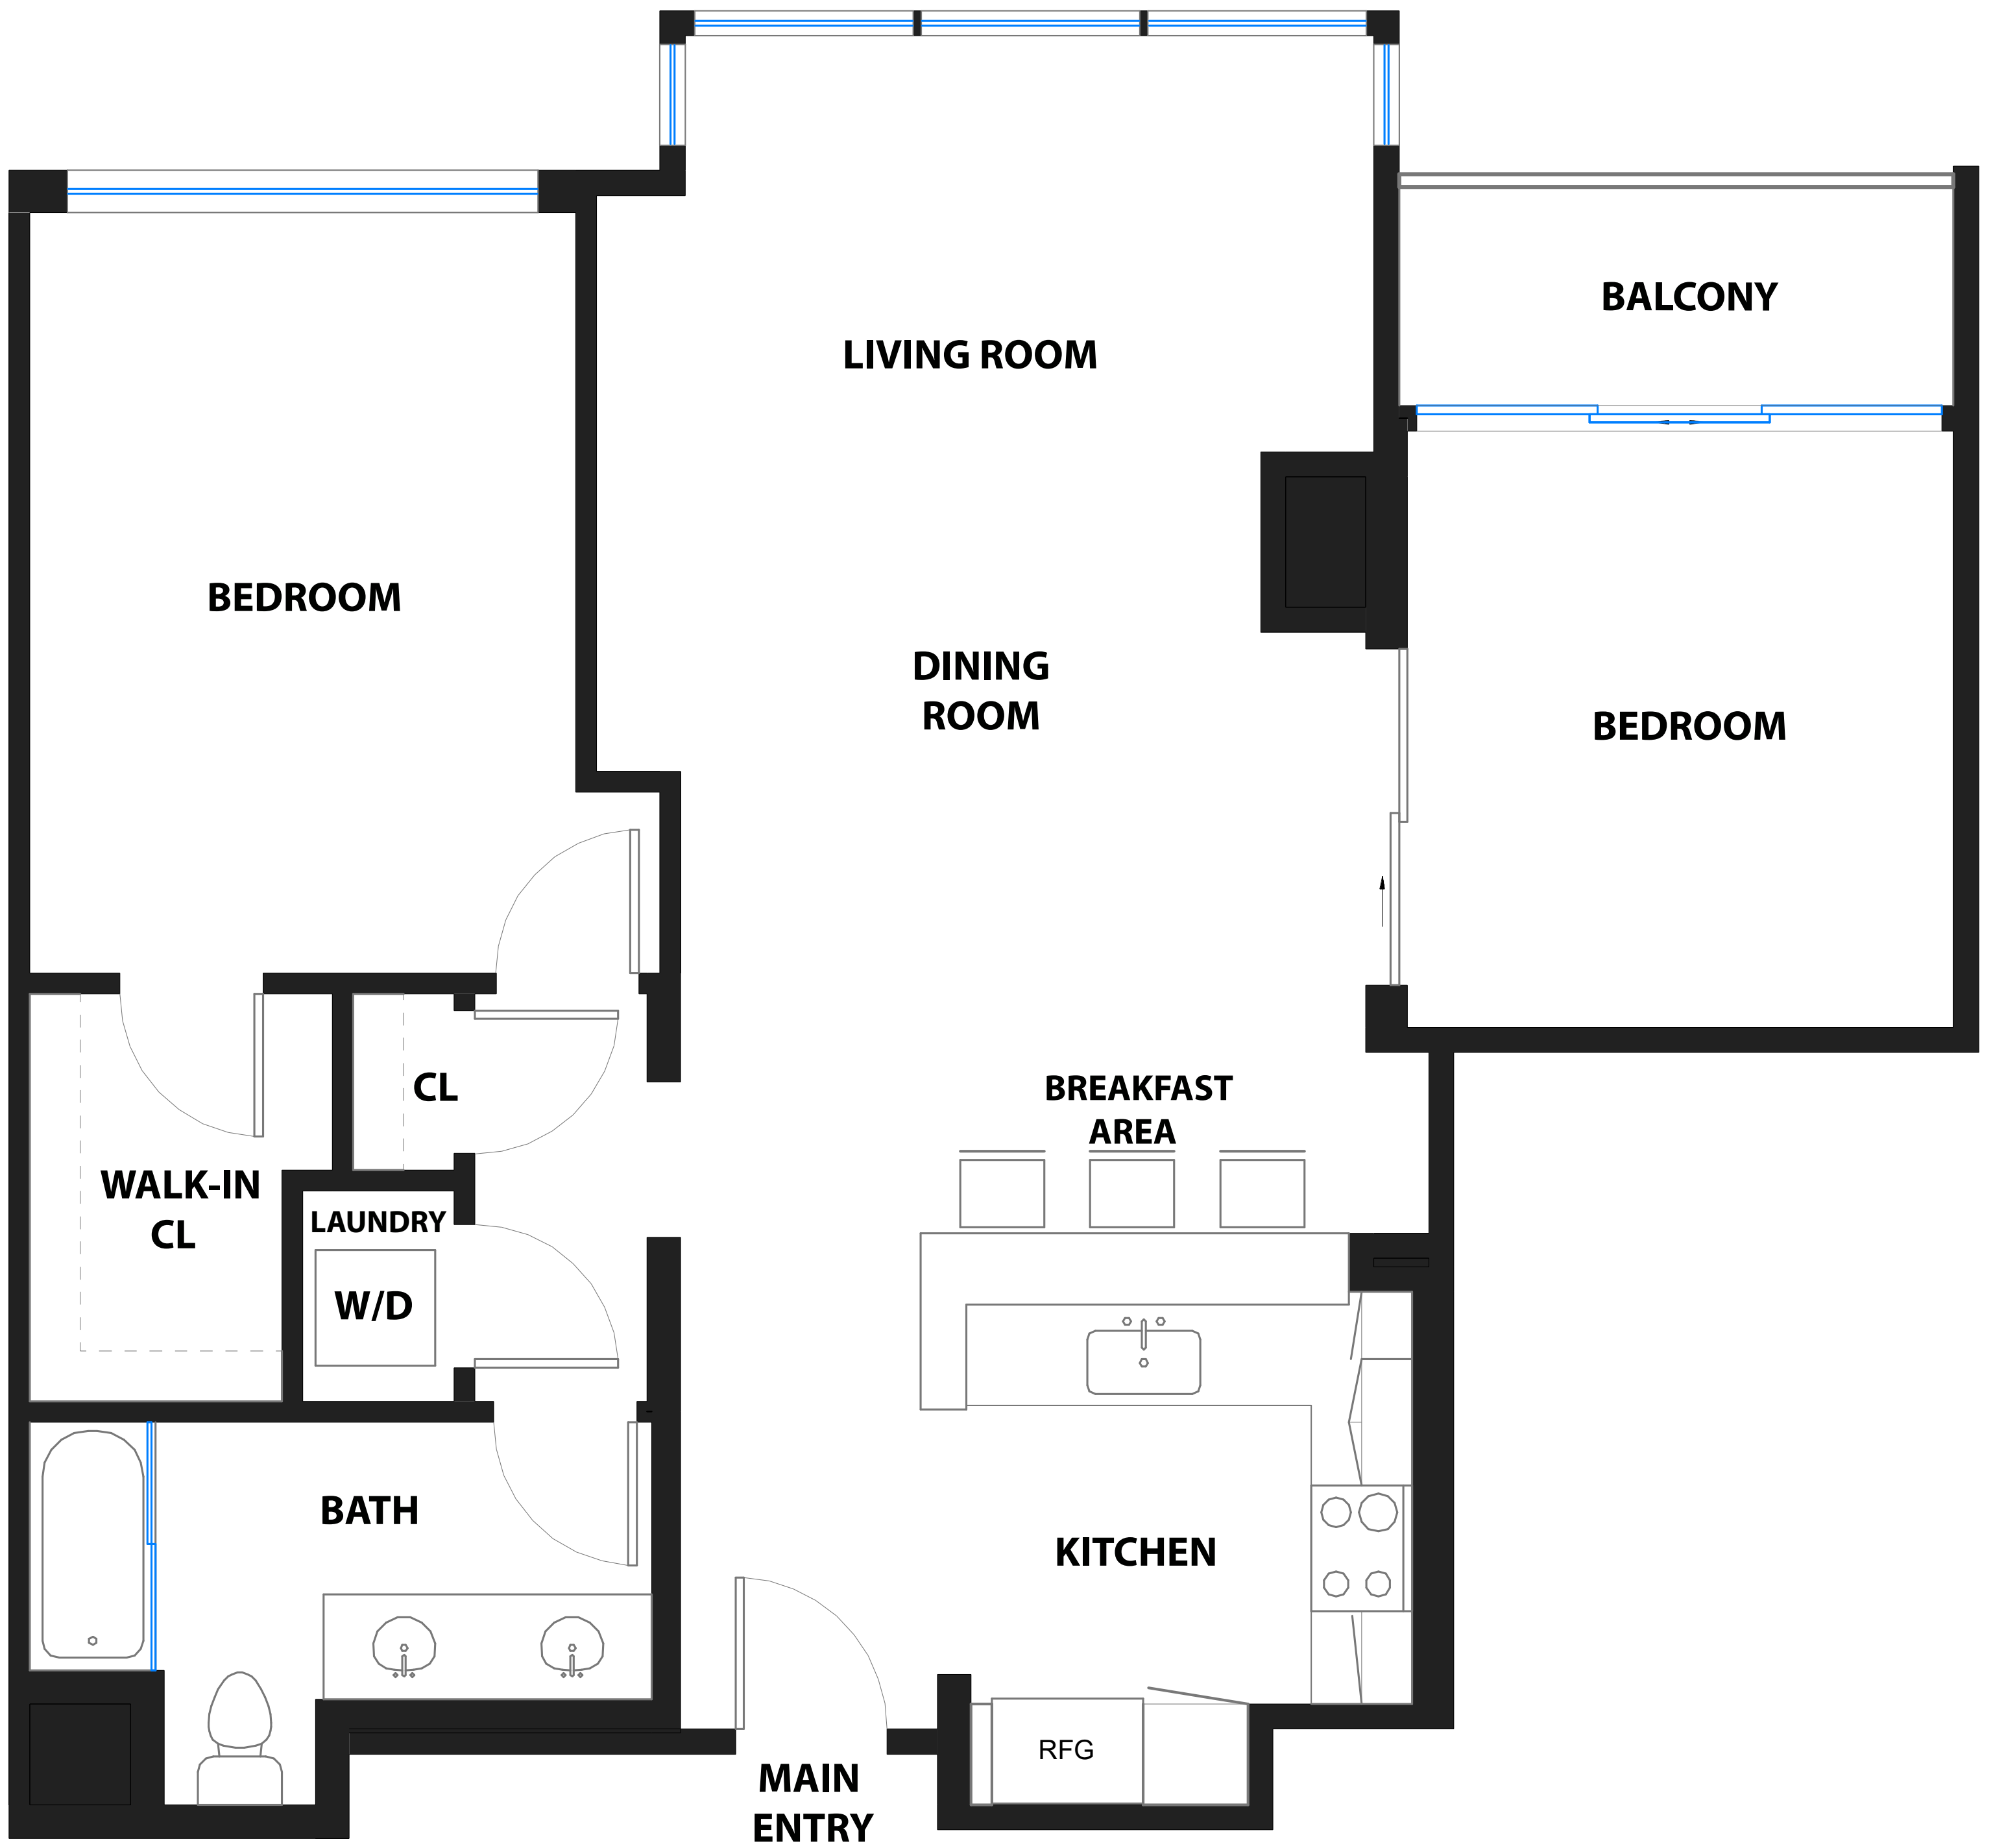 BALCONY
LIVING ROOM
BEDROOM
DINING
ROOM
BEDROOM
CL
BREAKFAST
AREA
WALK-IN
CL
LAUNDRY
W/D
BATH
KITCHEN
RFG
MAIN
ENTRY